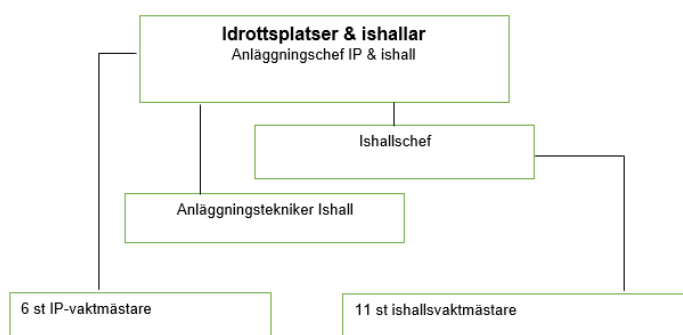 Idrottsplatser & ishallar
Anläggningschef IP & ishall
Ishallschef
Anläggningstekniker Ishall
6 st IP-vaktmästare
11 st ishallsvaktmästare